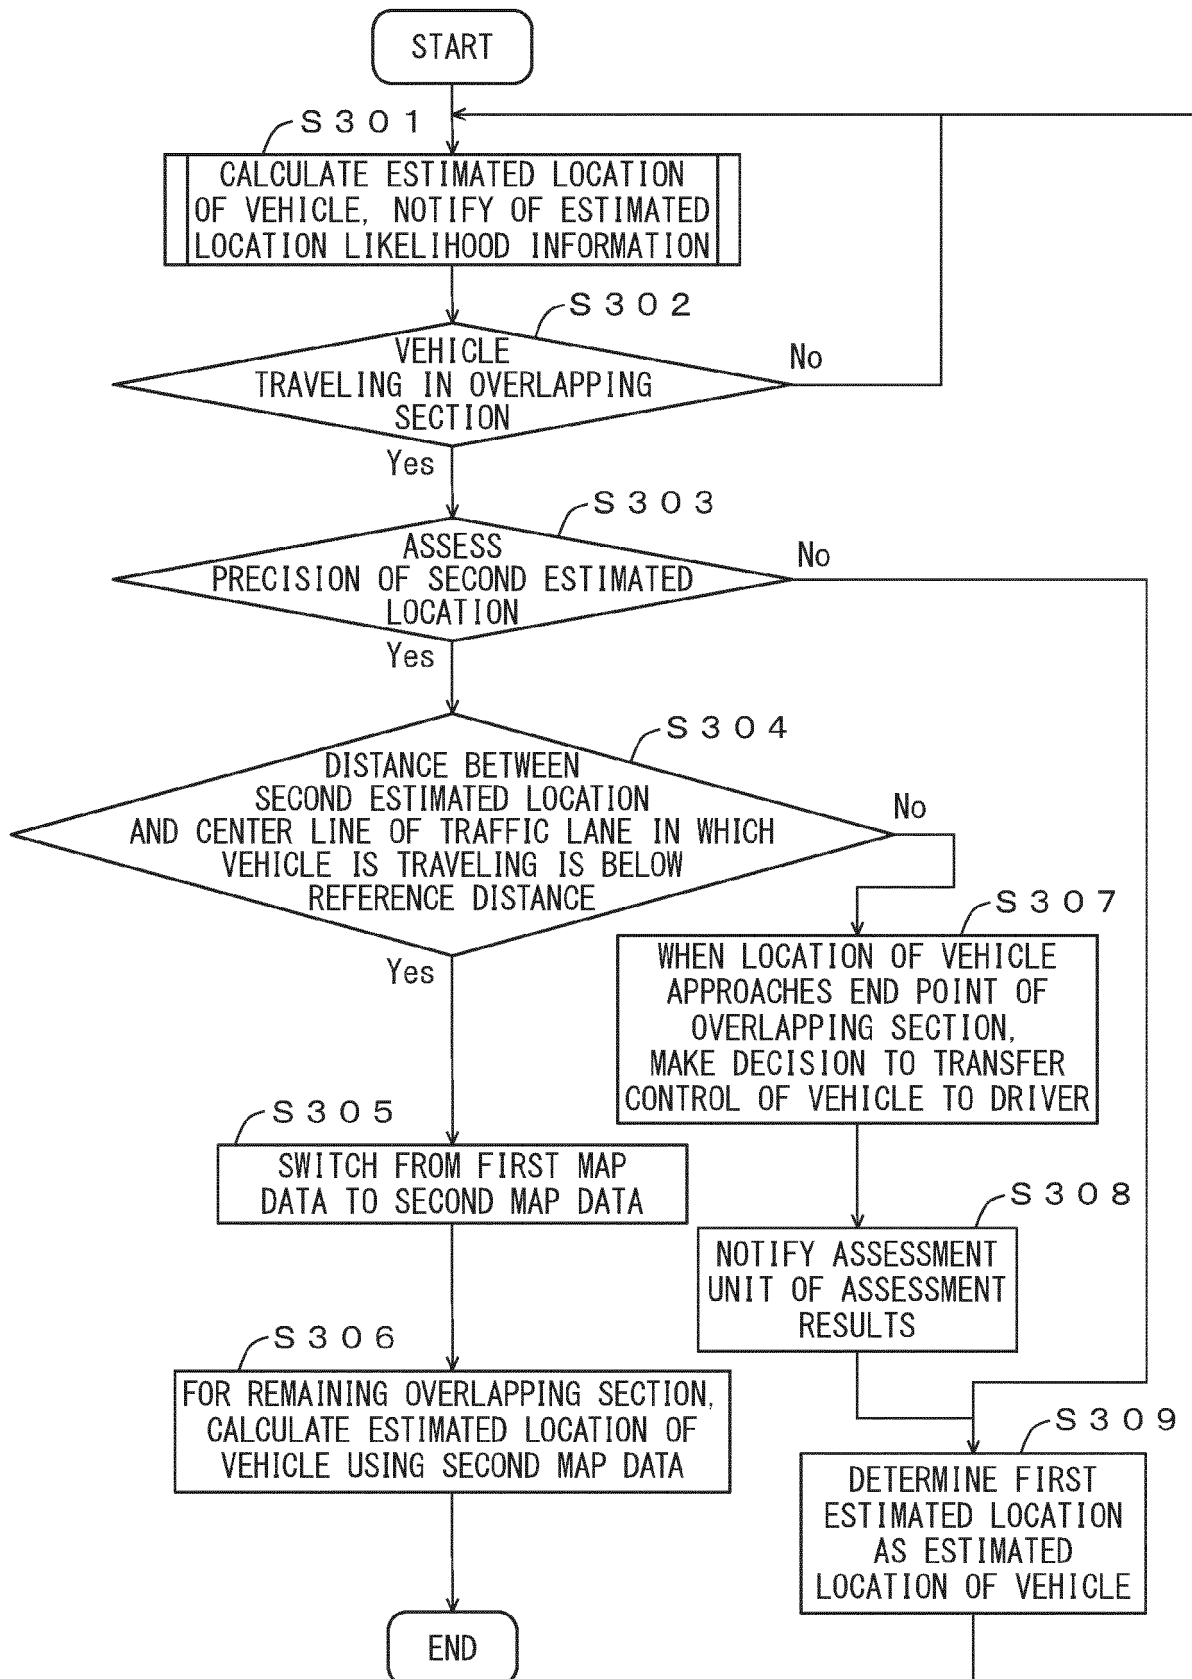 START
S301
CALCULATE ESTIMATED LOCATION
OF VEHICLE, NOTIFY OF ESTIMATED
LOCATION LIKELIHOOD INFORMATION
S302
VEHICLE
TRAVELING IN OVERLAPPING
SECTION
No
Yes
S303
ASSESS
PRECISION OF SECOND ESTIMATED
LOCATION
No
Yes
S304
DISTANCE BETWEEN
SECOND ESTIMATED LOCATION
AND CENTER LINE OF TRAFFIC LANE IN WHICH
VEHICLE IS TRAVELING IS BELOW
REFERENCE DISTANCE
No
Yes
S307
WHEN LOCATION OF VEHICLE
APPROACHES END POINT OF
OVERLAPPING SECTION,
MAKE DECISION TO TRANSFER
CONTROL OF VEHICLE TO DRIVER
S305
SWITCH FROM FIRST MAP
DATA TO SECOND MAP DATA
S308
NOTIFY ASSESSMENT
UNIT OF ASSESSMENT
RESULTS
S306
FOR REMAINING OVERLAPPING SECTION,
CALCULATE ESTIMATED LOCATION OF
VEHICLE USING SECOND MAP DATA
S309
DETERMINE FIRST
ESTIMATED LOCATION
AS ESTIMATED
LOCATION OF VEHICLE
END